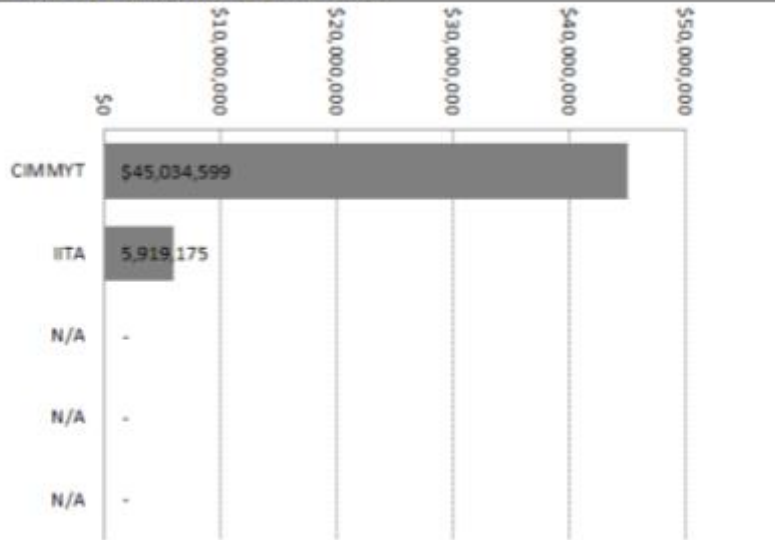 $0
$10,000,000
$20,000,000
$30,000,000
$40,000,000
$50,000,000
CIMMYT $45,034,599
IITA 5,919,175
N/A -
N/A -
N/A -